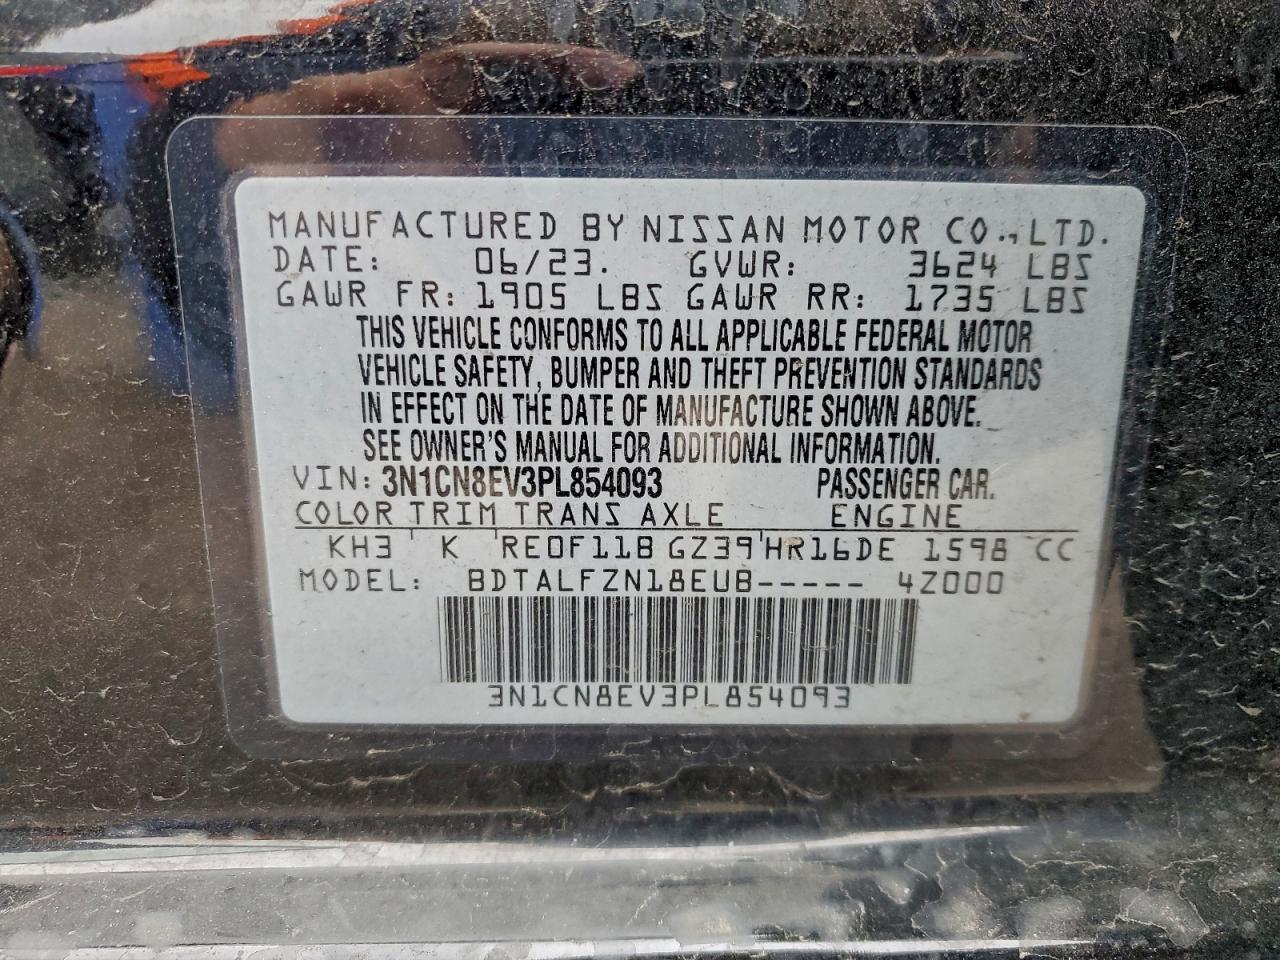 MANUFACTURED BY NISSAN MOTOR CO., LTD.
DATE: 06/23. GVWR: 3624 LBS
GAWR FR: 1905 LBS GAWR RR: 1735 LBS
THIS VEHICLE CONFORMS TO ALL APPLICABLE FEDERAL MOTOR
VEHICLE SAFETY, BUMPER AND THEFT PREVENTION STANDARDS
IN EFFECT ON THE DATE OF MANUFACTURE SHOWN ABOVE.
SEE OWNER'S MANUAL FOR ADDITIONAL INFORMATION.
VIN: 3N1CN8EV3PL854093 PASSENGER CAR.
COLOR TRIM TRANS AXLE ENGINE
KH3 K RE0F11B GZ39 HR16DE 1598 CC
MODEL: BDTALFZN18EUB----- 4Z000
3N1CN8EV3PL854093